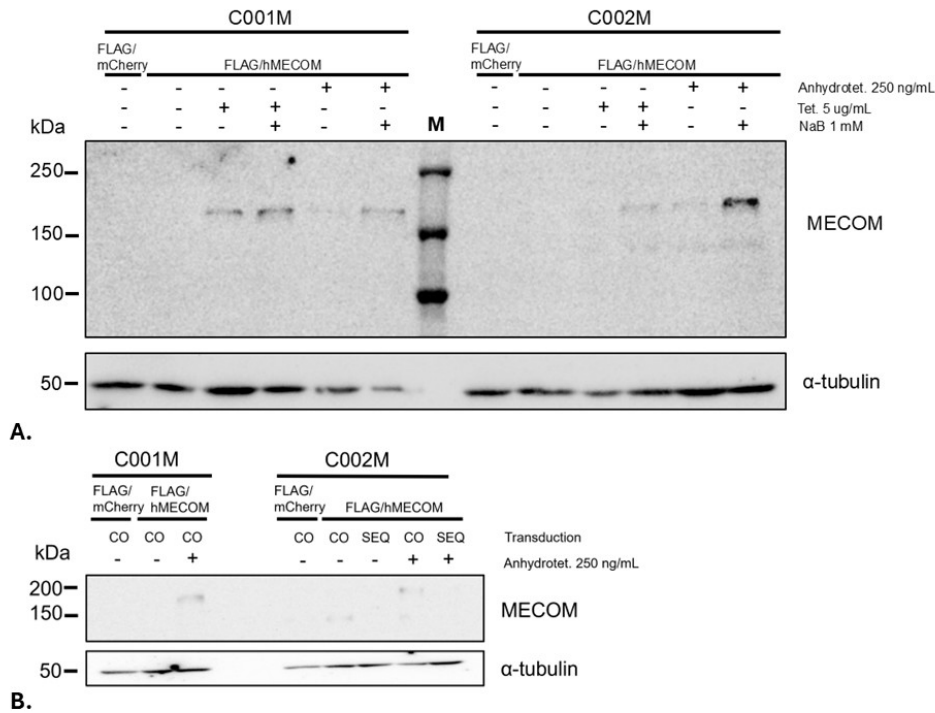 C001M C002M
FLAG/
mCherry FLAG/hMECOM FLAG/
mCherry FLAG/hMECOM
- - - - + + - - - - + + Anhydrotet. 250 ng/mL
- - + + - - - - + + - - Tet. 5 ug/mL
kDa - - - + - + M - - - + - + NaB 1 mM
250
150
100
MECOM
50 α-tubulin
A.
C001M C002M
FLAG/
mCherry FLAG/
hMECOM FLAG/
mCherry FLAG/hMECOM
CO CO CO CO CO SEQ CO SEQ Transduction
kDa - - + - - - + + Anhydrotet. 250 ng/mL
200
150
MECOM
50 α-tubulin
B.